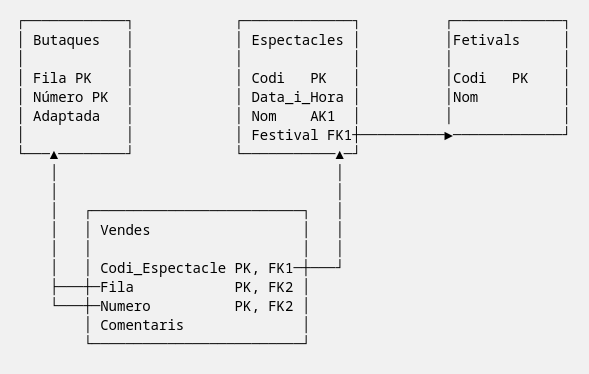 Butaques
Fila PK
Número PK
Adaptada
Espectacles
Codi PK
Data_i_Hora
Nom AK1
Festival FK1
Fetivals
Codi PK
Nom
Vendes
Codi_Espectacle PK, FK1
Fila PK, FK2
Numero PK, FK2
Comentaris